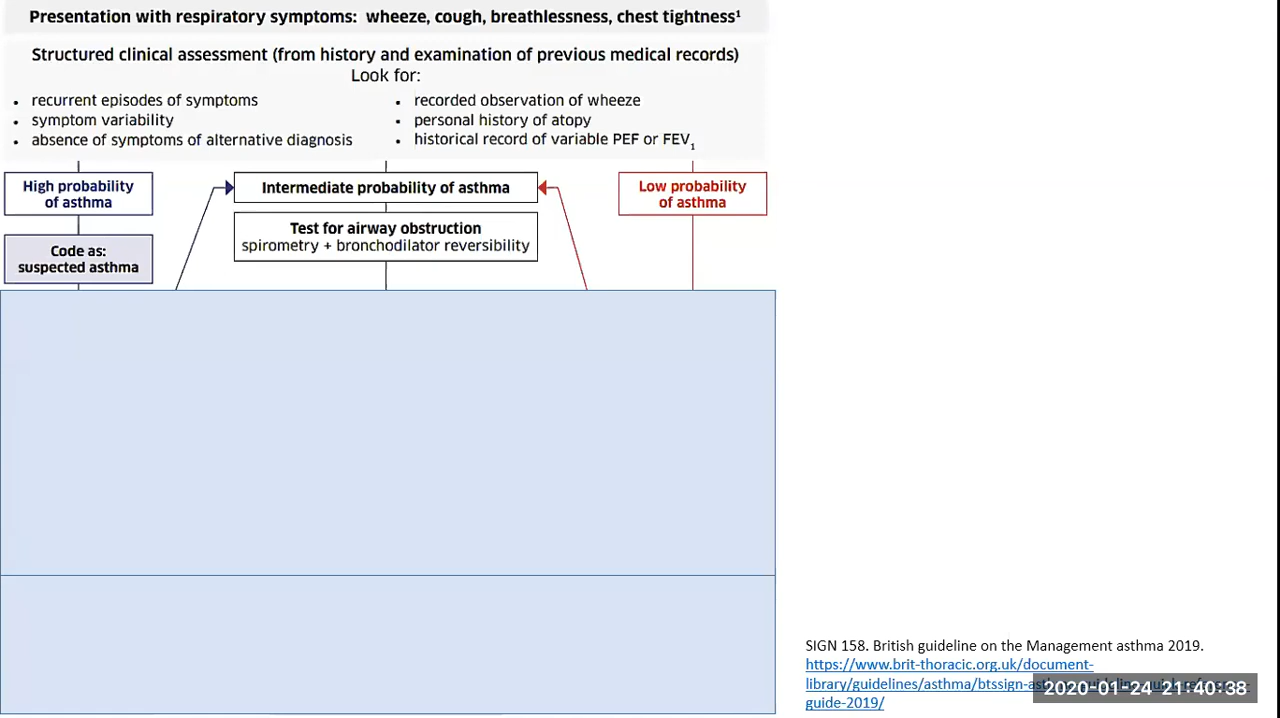 Presentation with respiratory symptoms: wheeze, cough, breathlessness, chest tightness¹
Structured clinical assessment (from history and examination of previous medical records)
Look for:
• recurrent episodes of symptoms
• symptom variability
• absence of symptoms of alternative diagnosis
• recorded observation of wheeze
• personal history of atopy
• historical record of variable PEF or FEV₁
High probability
of asthma
Code as:
suspected asthma
Intermediate probability of asthma
Test for airway obstruction
spirometry + bronchodilator reversibility
Low probability
of asthma
SIGN 158. British guideline on the Management asthma 2019.
https://www.brit-thoracic.org.uk/document-
library/guidelines/asthma/btssign-
guide-2019/
2020-01-24 21:40:38